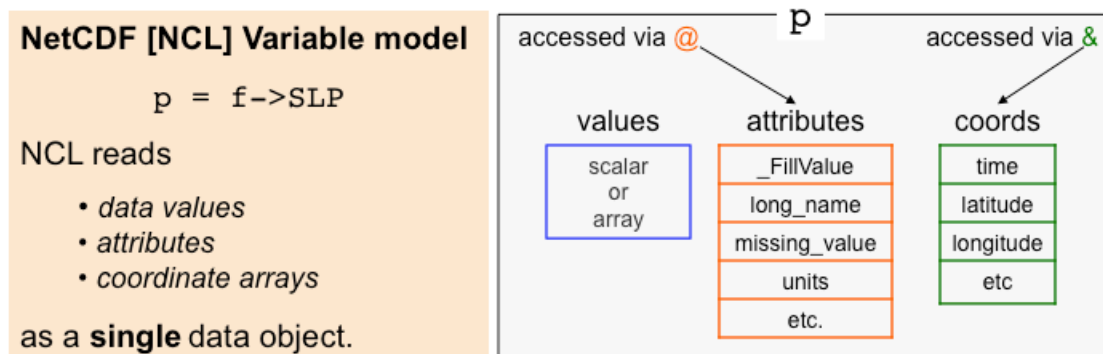 NetCDF [NCL] Variable model
p = f->SLP
NCL reads
• data values
• attributes
• coordinate arrays
as a single data object.
p
accessed via @
accessed via &
values
attributes
coords
scalar
or
array
_FillValue
long_name
missing_value
units
etc.
time
latitude
longitude
etc